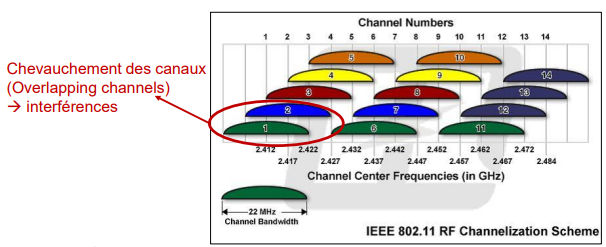 Chevauchement des canaux
(Overlapping channels)
→ interférences
Channel Numbers
1 2 3 4 5 6 7 8 9 10 11 12 13 14
5 10
4 9 14
3 8 13
2 7 12
1 6 11
2.412 2.422 2.432 2.442 2.452 2.462 2.472
2.417 2.427 2.437 2.447 2.457 2.467 2.484
Channel Center Frequencies (in GHz)
22 MHz
Channel Bandwidth
IEEE 802.11 RF Channelization Scheme